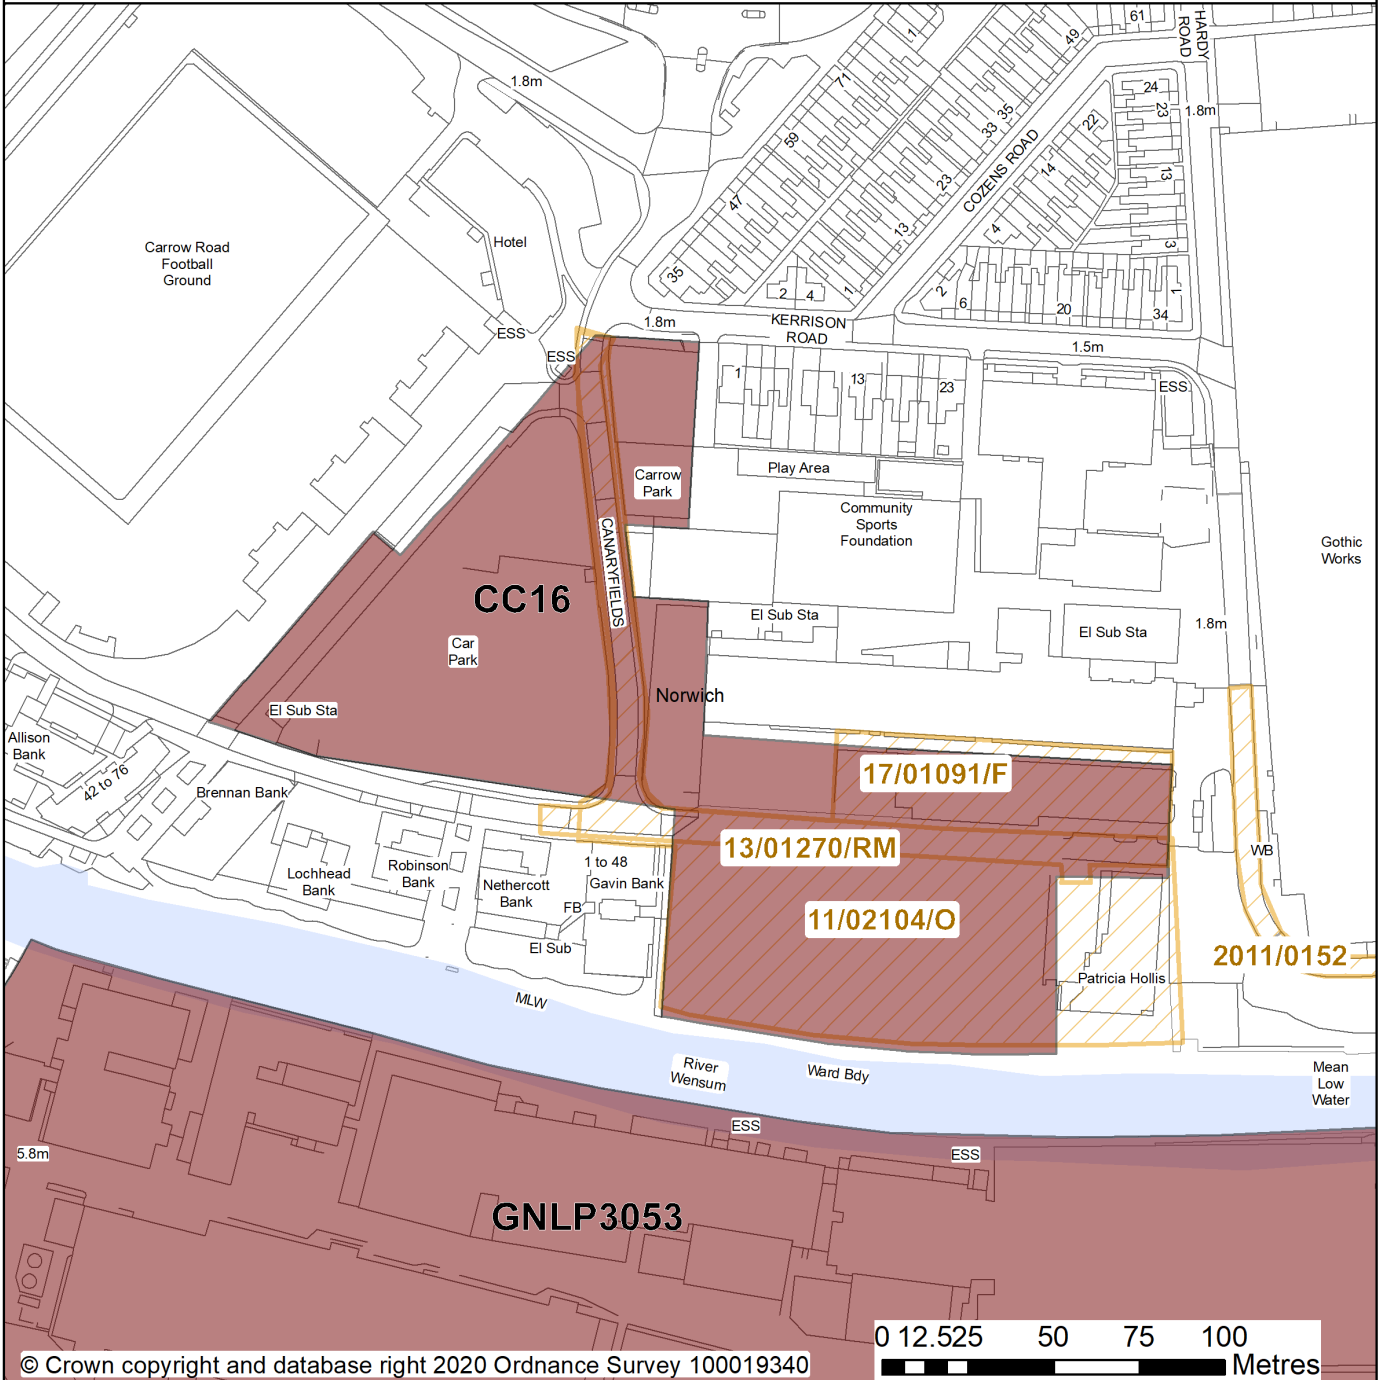 61
HARDY
ROAD
1
49
1.8m
71
24
23
1.8m
59
33
35
22
COZENS ROAD
14
13
47
23
4
13
3
Carrow Road
Football
Ground
Hotel
35
2
4
1
2
6
20
34
1
ESS
1.8m
KERRISON
ROAD
1.5m
ESS
1
13
23
ESS
Carrow
Park
Play Area
Community
Sports
Foundation
Gothic
Works
CANARYFIELDS
CC16
Car
Park
El Sub Sta
El Sub Sta
1.8m
Norwich
El Sub Sta
Allison
Bank
42 to 76
Brennan Bank
17/01091/F
13/01270/RM
WB
Lochhead
Bank
Robinson
Bank
Nethercott
Bank
1 to 48
Gavin Bank
FB
El Sub
11/02104/O
2011/0152
Patricia Hollis
MLW
River
Wensum
Ward Bdy
Mean
Low
Water
ESS
ESS
5.8m
GNLP3053
0 12.525 50 75 100
Metres
© Crown copyright and database right 2020 Ordnance Survey 100019340